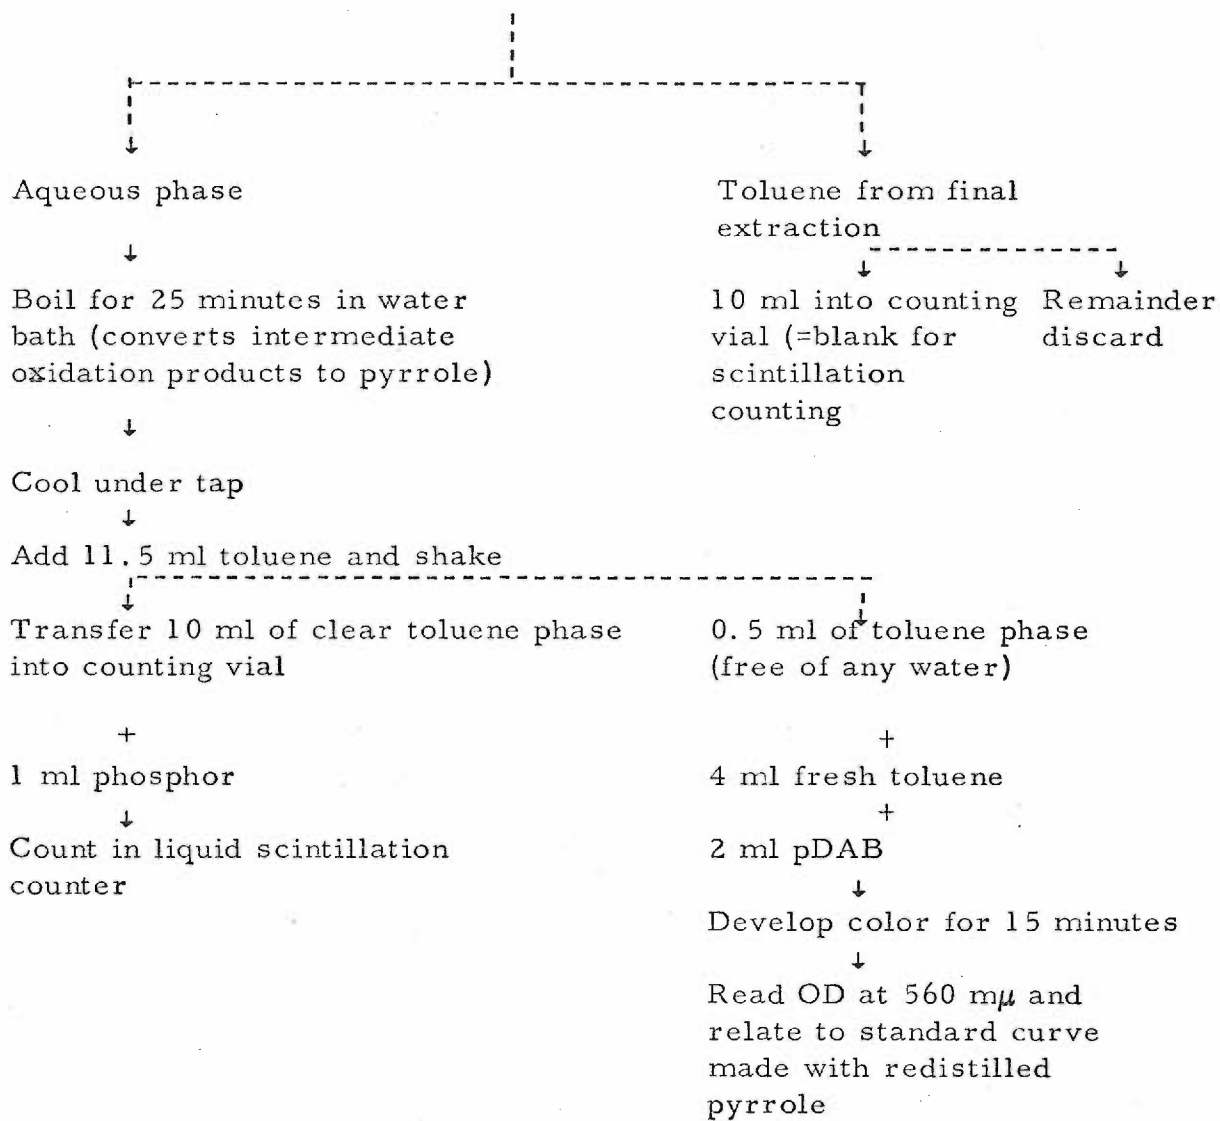 Aqueous phase
Boil for 25 minutes in water
bath (converts intermediate
oxidation products to pyrrole)
Cool under tap
Add 11.5 ml toluene and shake
Toluene from final
extraction
10 ml into counting
vial (=blank for
scintillation
counting
Remainder
discard
Transfer 10 ml of clear toluene phase
into counting vial
+
1 ml phosphor
Count in liquid scintillation
counter
0.5 ml of toluene phase
(free of any water)
+
4 ml fresh toluene
+
2 ml pDAB
Develop color for 15 minutes
Read OD at 560 mμ and
relate to standard curve
made with redistilled
pyrrole